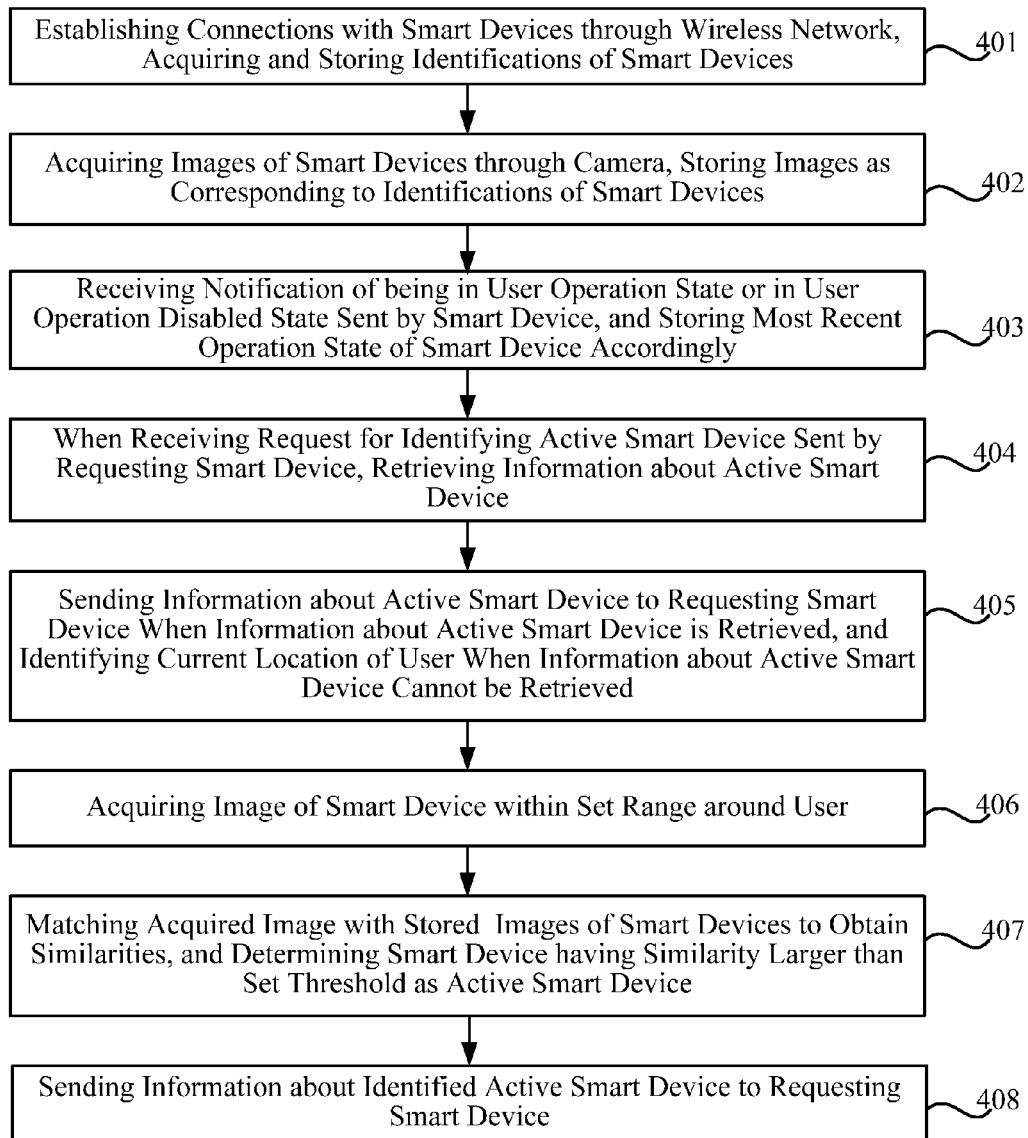 Establishing Connections with Smart Devices through Wireless Network,
Acquiring and Storing Identifications of Smart Devices
401
Acquiring Images of Smart Devices through Camera, Storing Images as
Corresponding to Identifications of Smart Devices
402
Receiving Notification of being in User Operation State or in User
Operation Disabled State Sent by Smart Device, and Storing Most Recent
Operation State of Smart Device Accordingly
403
When Receiving Request for Identifying Active Smart Device Sent by
Requesting Smart Device, Retrieving Information about Active Smart
Device
404
Sending Information about Active Smart Device to Requesting Smart
Device When Information about Active Smart Device is Retrieved, and
Identifying Current Location of User When Information about Active Smart
Device Cannot be Retrieved
405
Acquiring Image of Smart Device within Set Range around User
406
Matching Acquired Image with Stored Images of Smart Devices to Obtain
Similarities, and Determining Smart Device having Similarity Larger than
Set Threshold as Active Smart Device
407
Sending Information about Identified Active Smart Device to Requesting
Smart Device
408